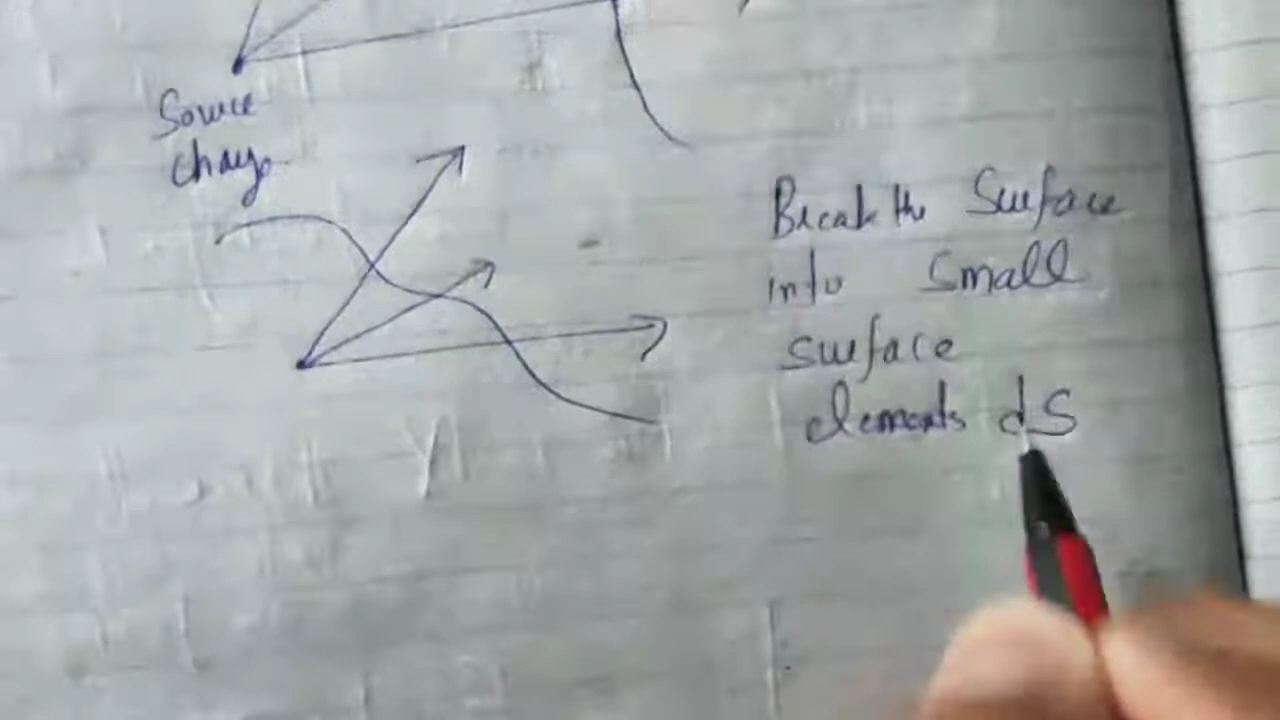 Source
charge
Break the Surface
into Small
surface
elements dS